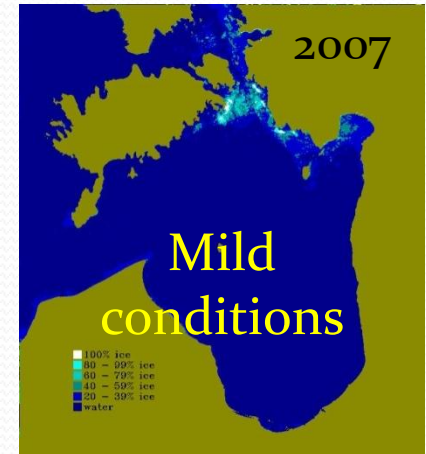 2007
Mild
conditions
100% ice
80 - 99% ice
60 - 79% ice
40 - 59% ice
20 - 39% ice
water